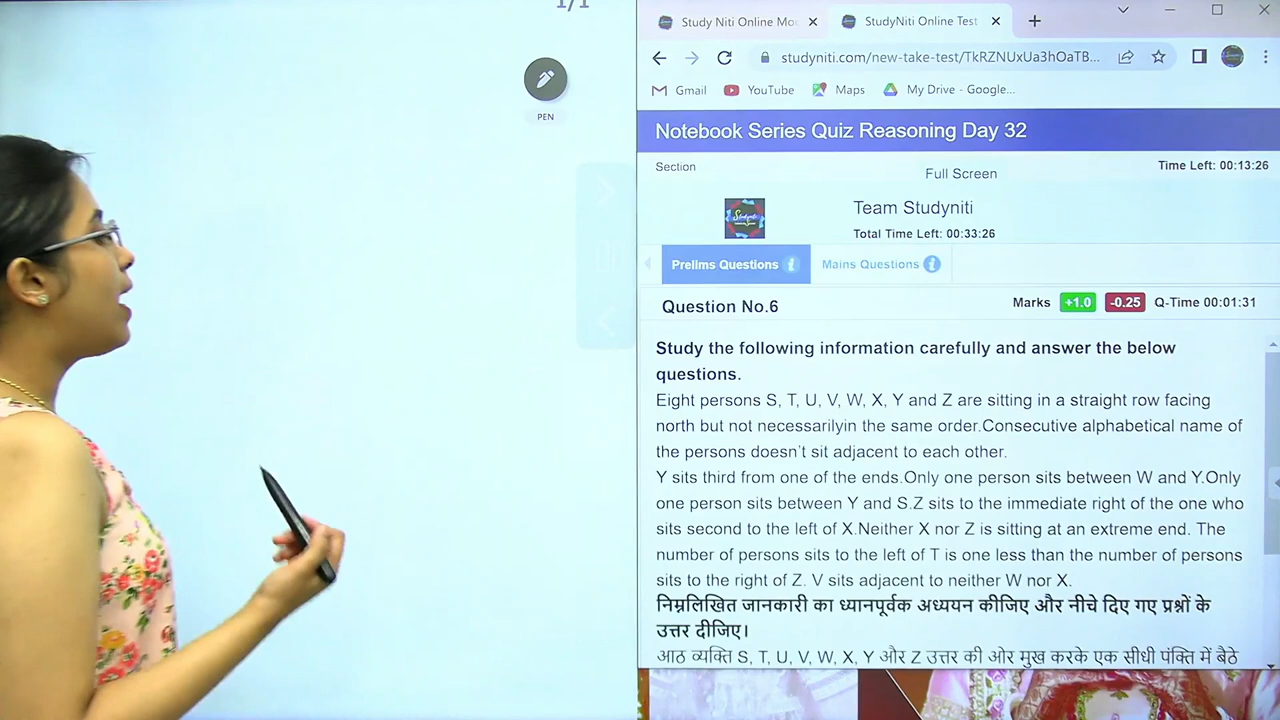 1/1
PEN
Study Niti Online Mo
StudyNiti Online Test
studyniti.com/new-take-test/TkRZNUxUa3hOaTB...
Gmail
YouTube
Maps
My Drive - Google...
Notebook Series Quiz Reasoning Day 32
Section
Time Left: 00:13:26
Full Screen
Team Studyniti
Total Time Left: 00:33:26
Prelims Questions
Mains Questions
Question No.6
Marks +1.0 -0.25 Q-Time 00:01:31
Study the following information carefully and answer the below
questions.
Eight persons S, T, U, V, W, X, Y and Z are sitting in a straight row facing
north but not necessarilyin the same order.Consecutive alphabetical name of
the persons doesn't sit adjacent to each other.
Y sits third from one of the ends.Only one person sits between W and Y.Only
one person sits between Y and S.Z sits to the immediate right of the one who
sits second to the left of X.Neither X nor Z is sitting at an extreme end. The
number of persons sits to the left of T is one less than the number of persons
sits to the right of Z. V sits adjacent to neither W nor X.
निम्नलिखित जानकारी का ध्यानपूर्वक अध्ययन कीजिए और नीचे दिए गए प्रश्नों के
उत्तर दीजिए।
आठ व्यक्ति S, T, U, V, W, X, Y और Z उत्तर की ओर मुख करके एक सीधी पंक्ति में बैठे